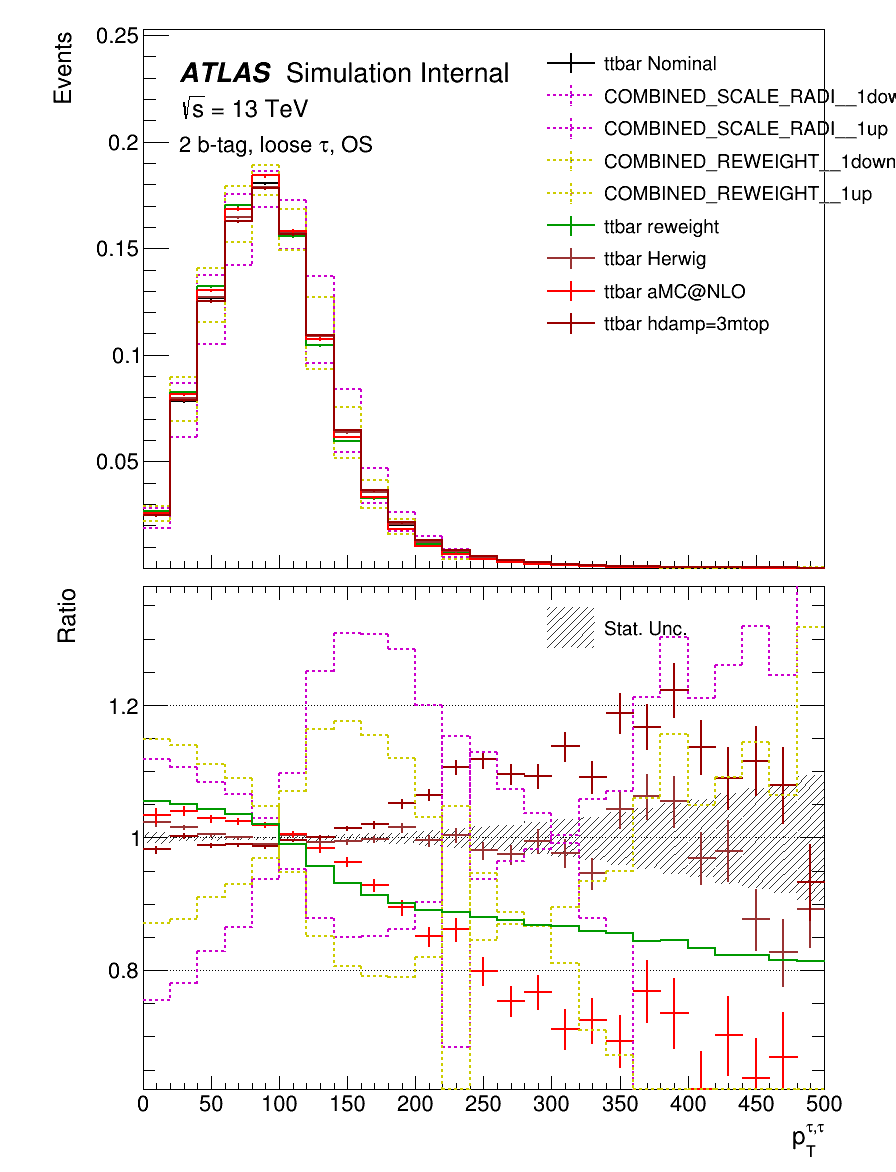 Events
0.25
0.2
0.15
0.1
0.05
ATLAS Simulation Internal
√s = 13 TeV
2 b-tag, loose τ, OS
ttbar Nominal
COMBINED_SCALE_RADI__1dow
COMBINED_SCALE_RADI__1up
COMBINED_REWEIGHT__1down
COMBINED_REWEIGHT__1up
ttbar reweight
ttbar Herwig
ttbar aMC@NLO
ttbar hdamp=3mtop
Ratio
Stat. Unc.
1.2
1
0.8
0 50 100 150 200 250 300 350 400 450 500
p_T^τ,τ